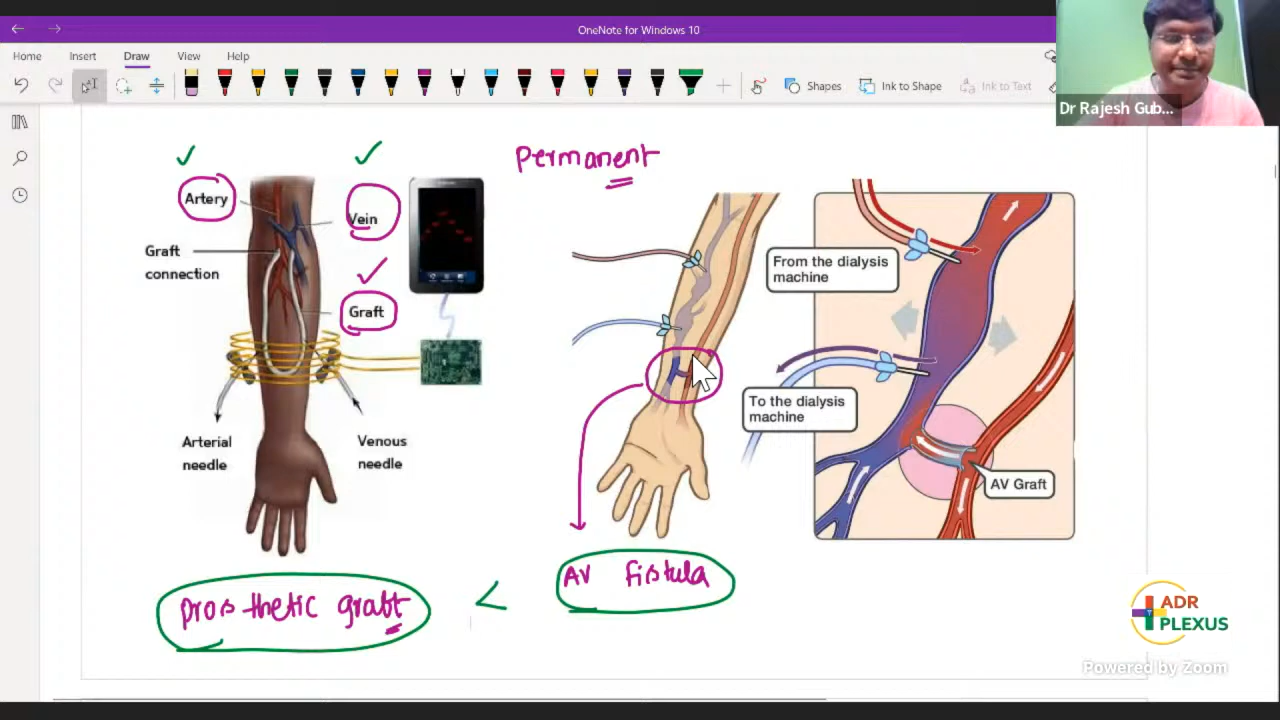 OneNote for Windows 10
Home Insert Draw View Help
Shapes Ink to Shape Ink to Text
Dr Rajesh Gub...
Permanent
Artery
Vein
Graft
connection
Graft
From the dialysis
machine
To the dialysis
machine
AV Graft
Arterial
needle
Venous
needle
Prosthetic graft < AV Fistula
ADR
PLEXUS
Powered by Zoom